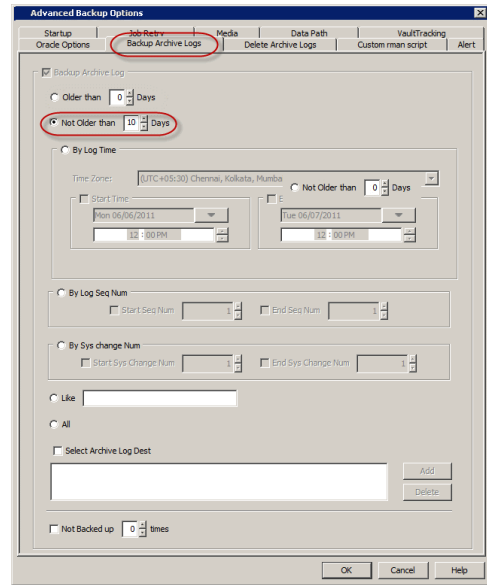 Advanced Backup Options
Startup Job Retry Media Data Path VaultTracking
Oracle Options Backup Archive Logs Delete Archive Logs Custom rman script Alert
Backup Archive Log
Older than 0 Days
Not Older than 10 Days
By Log Time
Time Zone: (UTC+05:30) Chennai, Kolkata, Mumba
Not Older than 0 Days
Start Time E
Mon 06/06/2011 Tue 06/07/2011
12 : 00 PM 12 : 00 PM
By Log Seq Num
Start Seq Num 1 End Seq Num 1
By Sys change Num
Start Sys Change Num 1 End Sys Change Num 1
Like
All
Select Archive Log Dest
Add
Delete
Not Backed up 0 times
OK Cancel Help